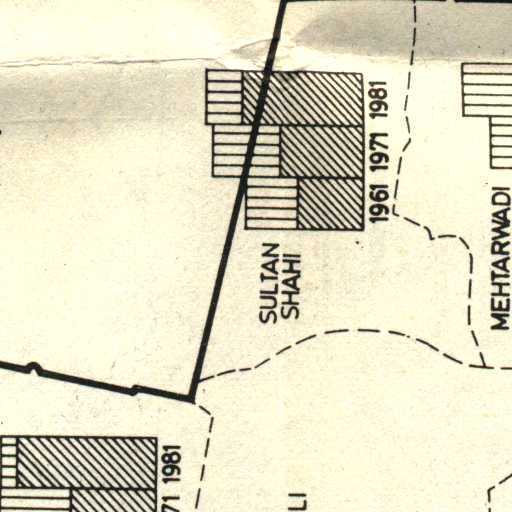 71 1981
LI
SULTAN
SHAHI
1961 1971 1981
MEHTARWADI